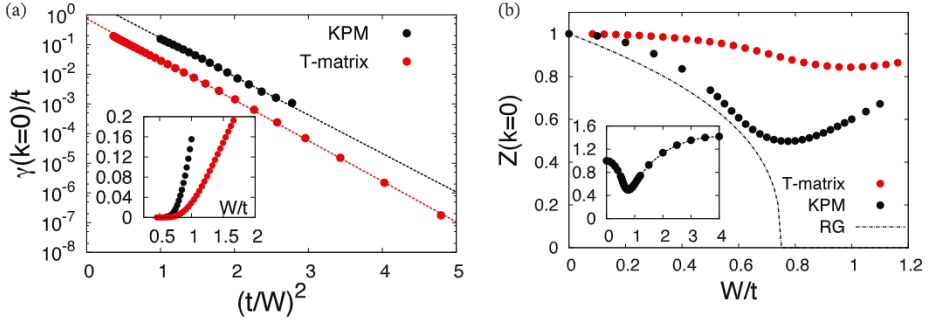 (a)
γ(k=0)/t
10^0
10^-1
10^-2
10^-3
10^-4
10^-5
10^-6
10^-7
10^-8
KPM
T-matrix
0.2
0.16
0.12
0.08
0.04
0
0.5 1 1.5 2
W/t
0 1 2 3 4 5
(t/W)^2
(b)
Z(k=0)
1
0.8
0.6
0.4
0.2
0
1.6
1.2
0.8
0.4
0
0 1 2 3 4
T-matrix
KPM
RG
0 0.2 0.4 0.6 0.8 1 1.2
W/t